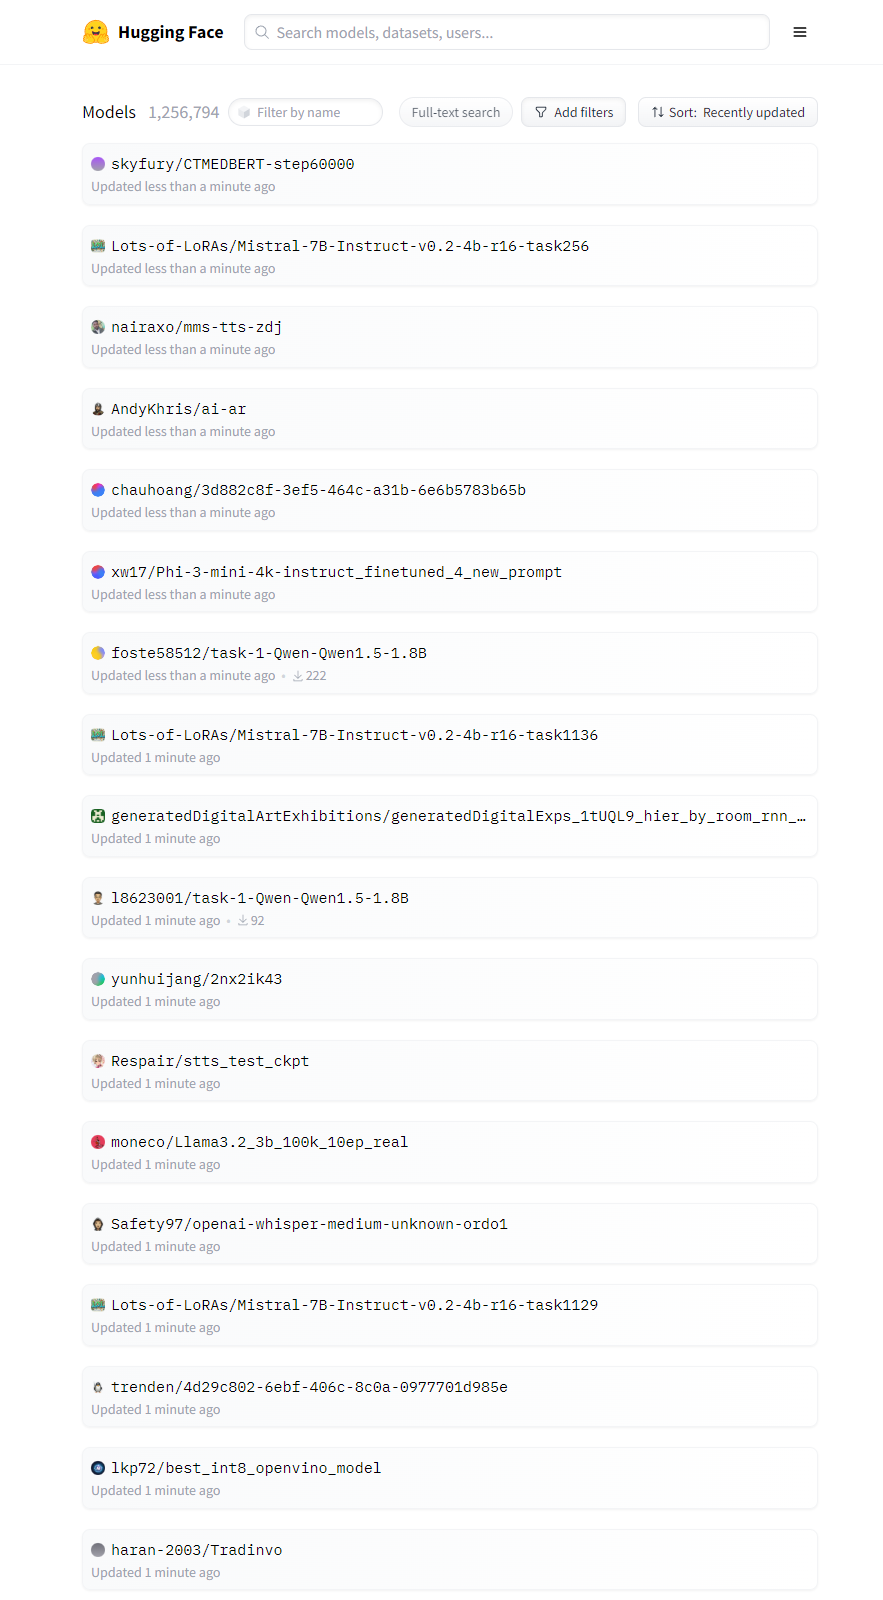 Hugging Face
Search models, datasets, users...
Models 1,256,794 Filter by name Full-text search Add filters Sort: Recently updated
skyfury/CTMEDBERT-step60000
Updated less than a minute ago
Lots-of-LoRAs/Mistral-7B-Instruct-v0.2-4b-r16-task256
Updated less than a minute ago
nairaxo/mms-tts-zdj
Updated less than a minute ago
AndyKhris/ai-ar
Updated less than a minute ago
chauhoang/3d882c8f-3ef5-464c-a31b-6e6b5783b65b
Updated less than a minute ago
xw17/Phi-3-mini-4k-instruct_finetuned_4_new_prompt
Updated less than a minute ago
foste58512/task-1-Qwen-Qwen1.5-1.8B
Updated less than a minute ago • 222
Lots-of-LoRAs/Mistral-7B-Instruct-v0.2-4b-r16-task1136
Updated 1 minute ago
generatedDigitalArtExhibitions/generatedDigitalExps_1tUQL9_hier_by_room_rnn_…
Updated 1 minute ago
l8623001/task-1-Qwen-Qwen1.5-1.8B
Updated 1 minute ago • 92
yunhuijang/2nx2ik43
Updated 1 minute ago
Respair/stts_test_ckpt
Updated 1 minute ago
moneco/Llama3.2_3b_100k_10ep_real
Updated 1 minute ago
Safety97/openai-whisper-medium-unknown-ordo1
Updated 1 minute ago
Lots-of-LoRAs/Mistral-7B-Instruct-v0.2-4b-r16-task1129
Updated 1 minute ago
trenden/4d29c802-6ebf-406c-8c0a-0977701d985e
Updated 1 minute ago
lkp72/best_int8_openvino_model
Updated 1 minute ago
haran-2003/Tradinvo
Updated 1 minute ago